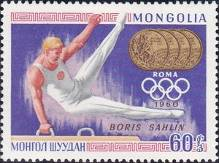 MONGOLIA
ROMA
1960
BORIS SAHLIN
МОНГОЛ ШУУДАН
60